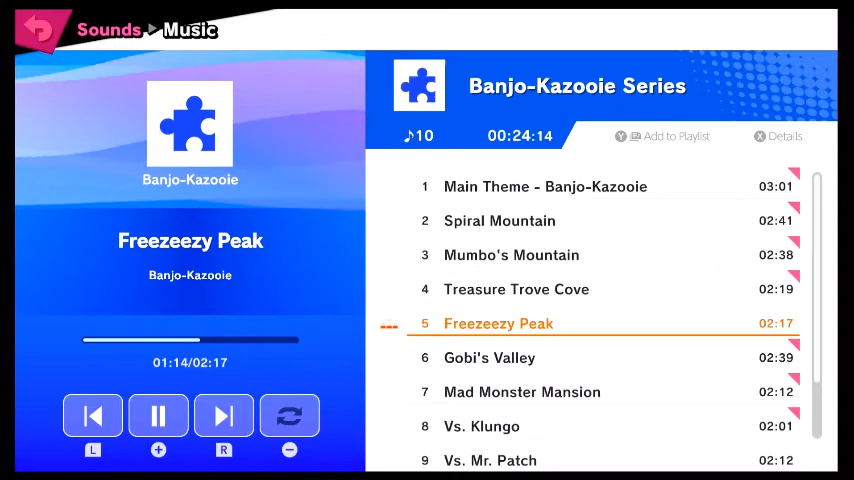 Sounds Music
Banjo-Kazooie
Freezeezy Peak
Banjo-Kazooie
01:14/02:17
L + R −
Banjo-Kazooie Series
♪10 00:24:14 Y Add to Playlist X Details
1 Main Theme - Banjo-Kazooie 03:01
2 Spiral Mountain 02:41
3 Mumbo's Mountain 02:38
4 Treasure Trove Cove 02:19
5 Freezeezy Peak 02:17
6 Gobi's Valley 02:39
7 Mad Monster Mansion 02:12
8 Vs. Klungo 02:01
9 Vs. Mr. Patch 02:12